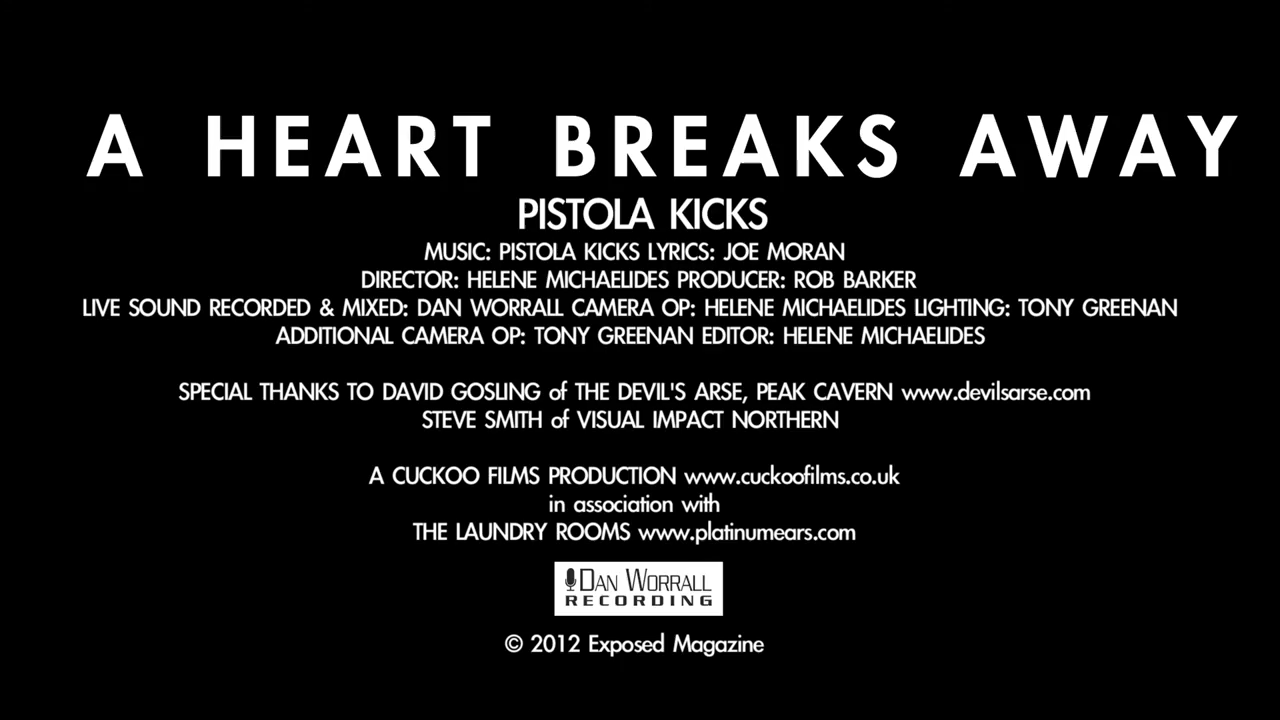 A HEART BREAKS AWAY
PISTOLA KICKS
MUSIC: PISTOLA KICKS LYRICS: JOE MORAN
DIRECTOR: HELENE MICHAELIDES PRODUCER: ROB BARKER
LIVE SOUND RECORDED & MIXED: DAN WORRALL CAMERA OP: HELENE MICHAELIDES LIGHTING: TONY GREENAN
ADDITIONAL CAMERA OP: TONY GREENAN EDITOR: HELENE MICHAELIDES
SPECIAL THANKS TO DAVID GOSLING of THE DEVIL'S ARSE, PEAK CAVERN www.devilsarse.com
STEVE SMITH of VISUAL IMPACT NORTHERN
A CUCKOO FILMS PRODUCTION www.cuckoofilms.co.uk
in association with
THE LAUNDRY ROOMS www.platinumears.com
DAN WORRALL
RECORDING
© 2012 Exposed Magazine